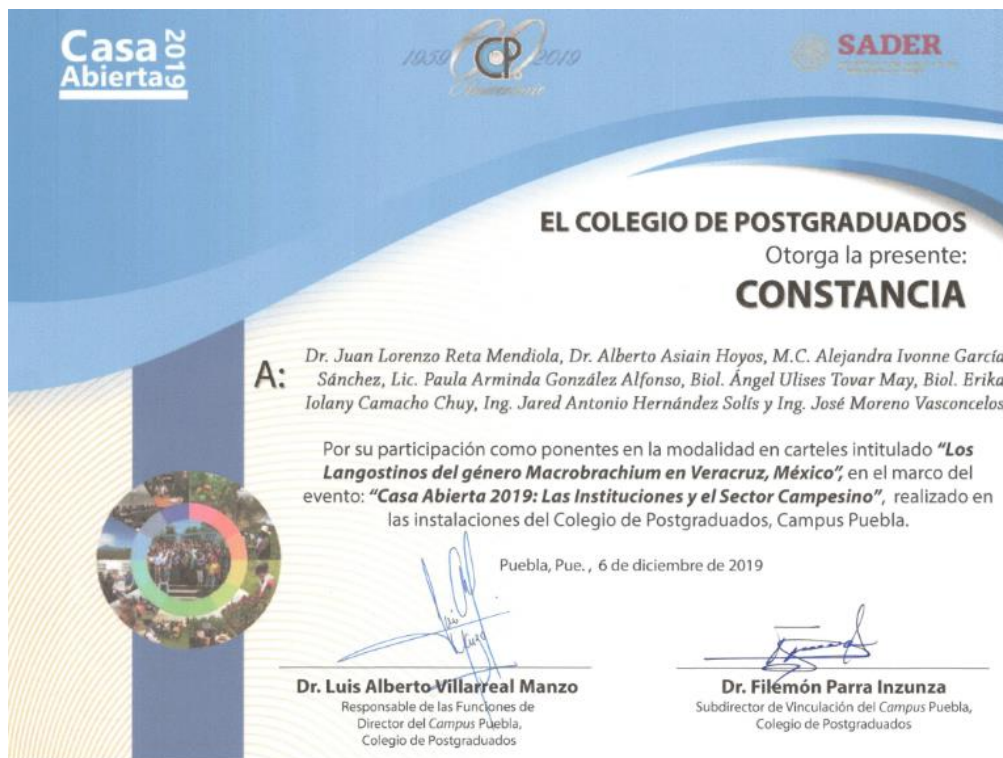 Casa
Abierta
2019
1959 CP 2019
Aniversario
SADER
EL COLEGIO DE POSTGRADUADOS
Otorga la presente:
CONSTANCIA
A:
Dr. Juan Lorenzo Reta Mendiola, Dr. Alberto Asiain Hoyos, M.C. Alejandra Ivonne García
Sánchez, Lic. Paula Arminda González Alfonso, Biol. Ángel Ulises Tovar May, Biol. Erika
Iolany Camacho Chuy, Ing. Jared Antonio Hernández Solís y Ing. José Moreno Vasconcelos
Por su participación como ponentes en la modalidad en carteles intitulado "Los
Langostinos del género Macrobrachium en Veracruz, México", en el marco del
evento: "Casa Abierta 2019: Las Instituciones y el Sector Campesino", realizado en
las instalaciones del Colegio de Postgraduados, Campus Puebla.
Puebla, Pue., 6 de diciembre de 2019
Dr. Luis Alberto Villarreal Manzo
Responsable de las Funciones de
Director del Campus Puebla,
Colegio de Postgraduados
Dr. Filemón Parra Inzunza
Subdirector de Vinculación del Campus Puebla,
Colegio de Postgraduados